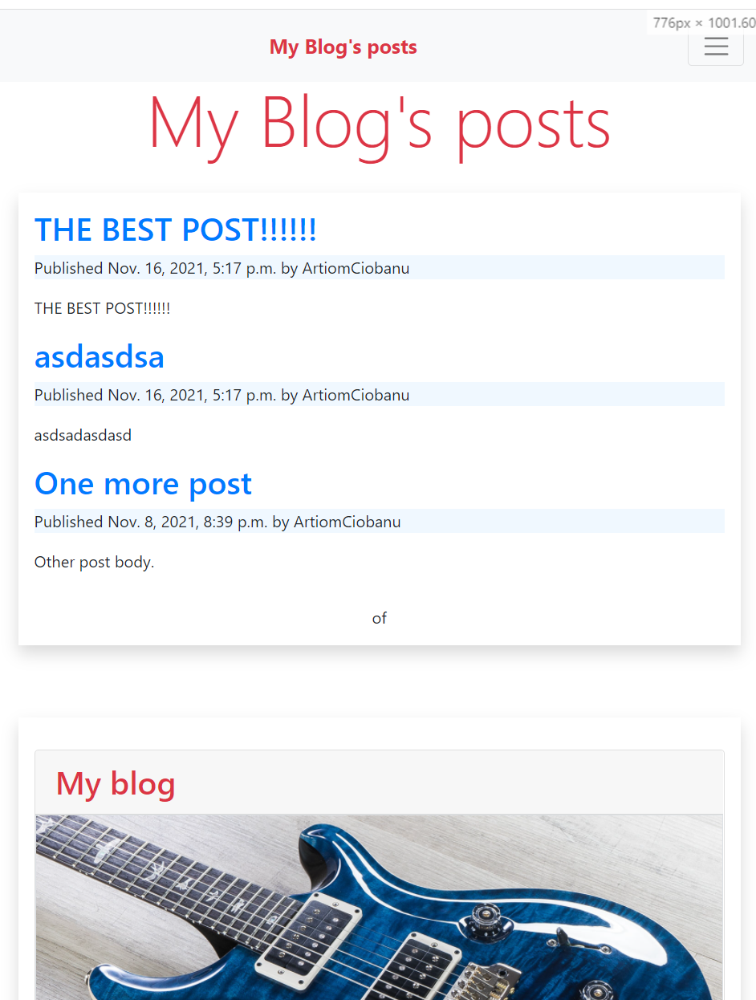 776px × 1001.60
My Blog's posts
My Blog's posts
THE BEST POST!!!!!!
Published Nov. 16, 2021, 5:17 p.m. by ArtiomCiobanu
THE BEST POST!!!!!!
asdasdsa
Published Nov. 16, 2021, 5:17 p.m. by ArtiomCiobanu
asdsadasdasd
One more post
Published Nov. 8, 2021, 8:39 p.m. by ArtiomCiobanu
Other post body.
of
My blog